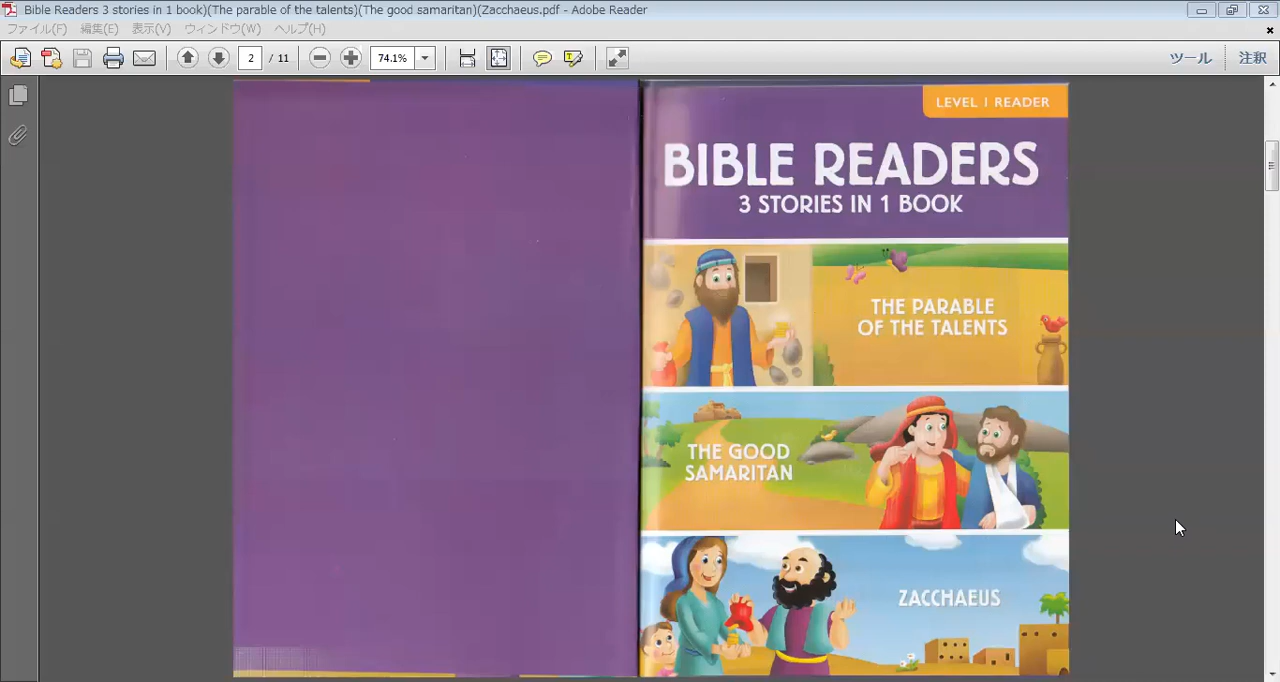 Bible Readers 3 stories in 1 book)(The parable of the talents)(The good samaritan)(Zacchaeus.pdf - Adobe Reader
ファイル(F) 編集(E) 表示(V) ウィンドウ(W) ヘルプ(H)
2 / 11 74.1% ツール 注釈
LEVEL 1 READER
BIBLE READERS
3 STORIES IN 1 BOOK
THE PARABLE
OF THE TALENTS
THE GOOD
SAMARITAN
ZACCHAEUS